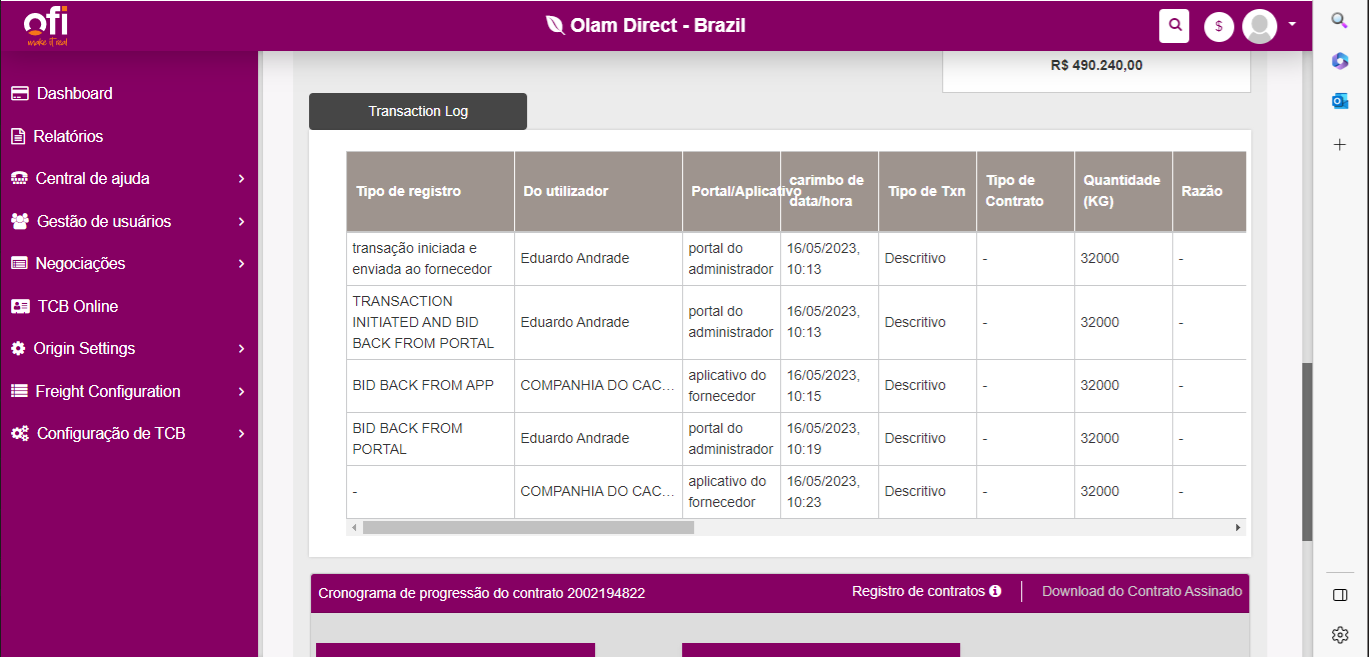 ofi
make it real
Olam Direct - Brazil
$
Dashboard
Relatórios
Central de ajuda
Gestão de usuários
Negociações
TCB Online
Origin Settings
Freight Configuration
Configuração de TCB
R$ 490.240,00
Transaction Log
Tipo de registro
Do utilizador
Portal/Aplicativo
carimbo de
data/hora
Tipo de Txn
Tipo de
Contrato
Quantidade
(KG)
Razão
transação iniciada e
enviada ao fornecedor
Eduardo Andrade
portal do
administrador
16/05/2023,
10:13
Descritivo
-
32000
-
TRANSACTION
INITIATED AND BID
BACK FROM PORTAL
Eduardo Andrade
portal do
administrador
16/05/2023,
10:13
Descritivo
-
32000
-
BID BACK FROM APP
COMPANHIA DO CAC...
aplicativo do
fornecedor
16/05/2023,
10:15
Descritivo
-
32000
-
BID BACK FROM
PORTAL
Eduardo Andrade
portal do
administrador
16/05/2023,
10:19
Descritivo
-
32000
-
-
COMPANHIA DO CAC...
aplicativo do
fornecedor
16/05/2023,
10:23
Descritivo
-
32000
-
Cronograma de progressão do contrato 2002194822
Registro de contratos
Download do Contrato Assinado